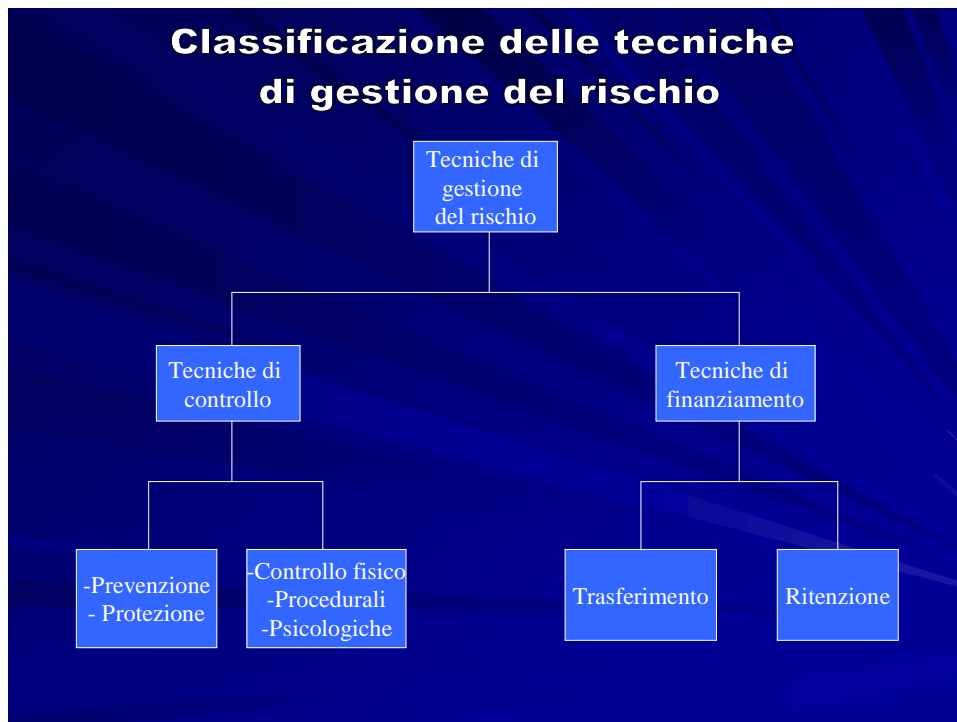 Classificazione delle tecniche
di gestione del rischio
Tecniche di
gestione
del rischio
Tecniche di
controllo
Tecniche di
finanziamento
-Prevenzione
- Protezione
-Controllo fisico
-Procedurali
-Psicologiche
Trasferimento
Ritenzione